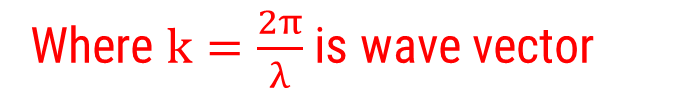 Where k = 2π/λ is wave vector